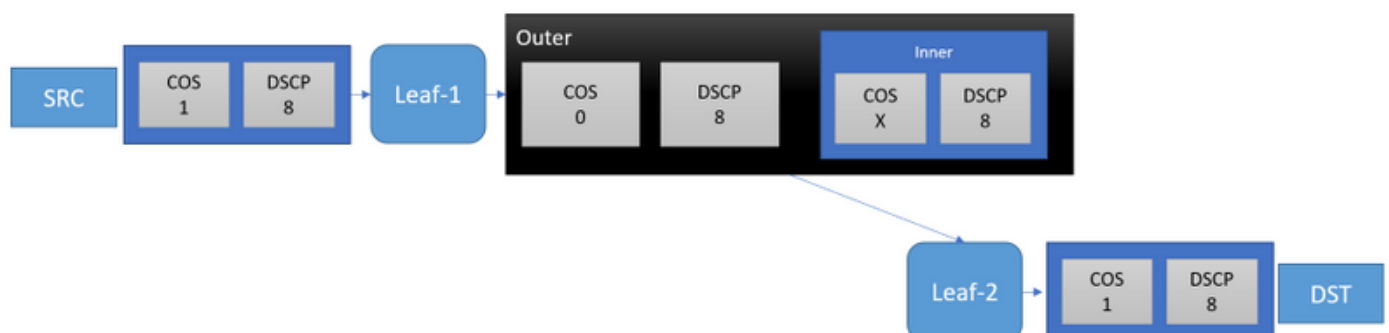 SRC
COS
1
DSCP
8
Leaf-1
Outer
COS
0
DSCP
8
Inner
COS
X
DSCP
8
Leaf-2
COS
1
DSCP
8
DST